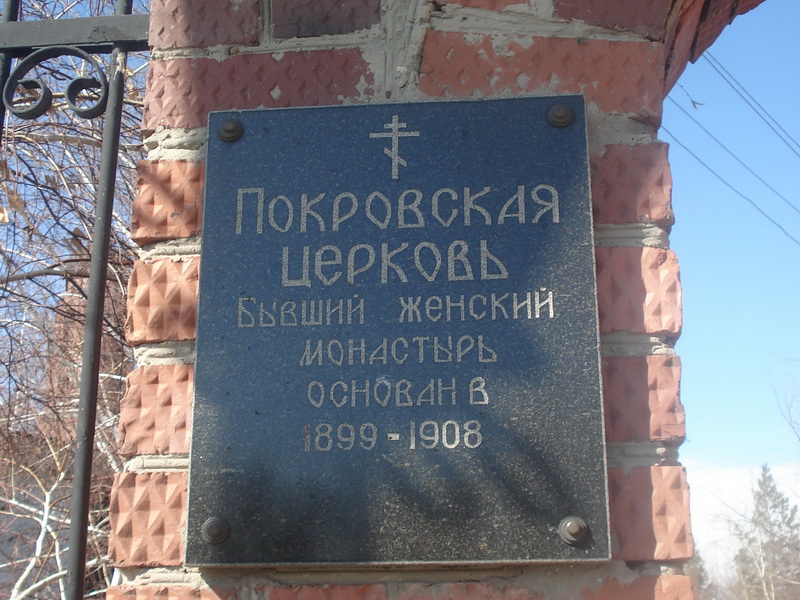 Покровская
церковь
Бывший женский
монастырь
основан в
1899-1908